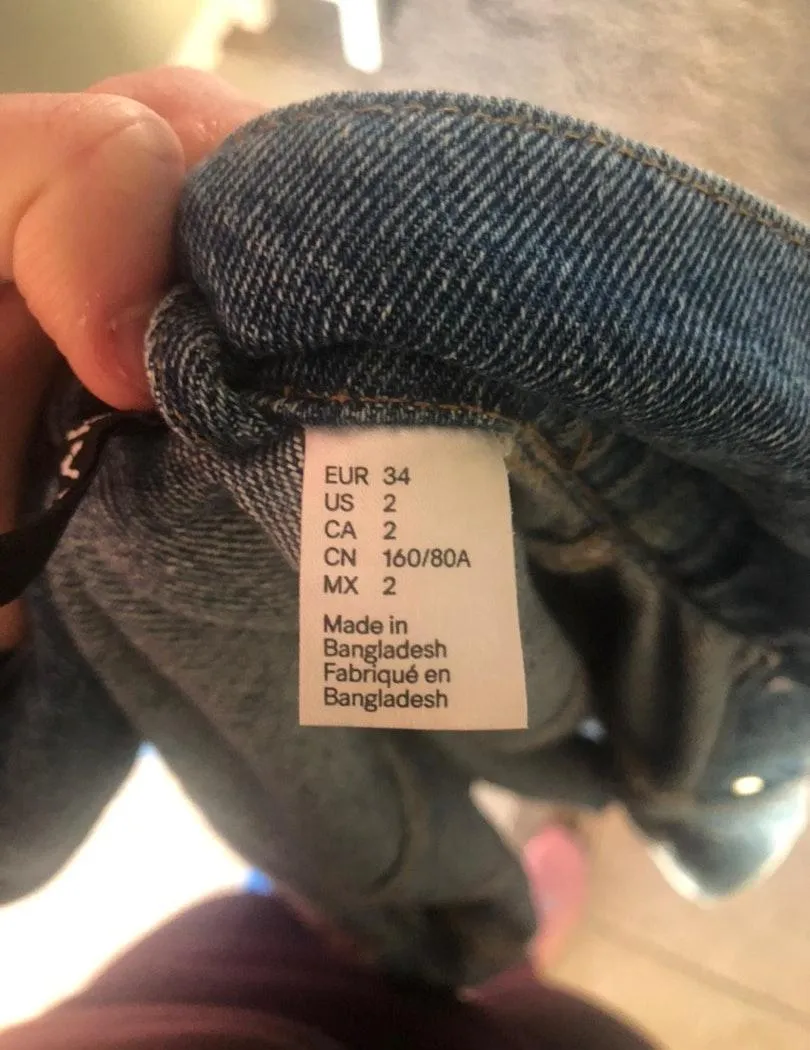 EUR 34
US 2
CA 2
CN 160/80A
MX 2
Made in
Bangladesh
Fabriqué en
Bangladesh